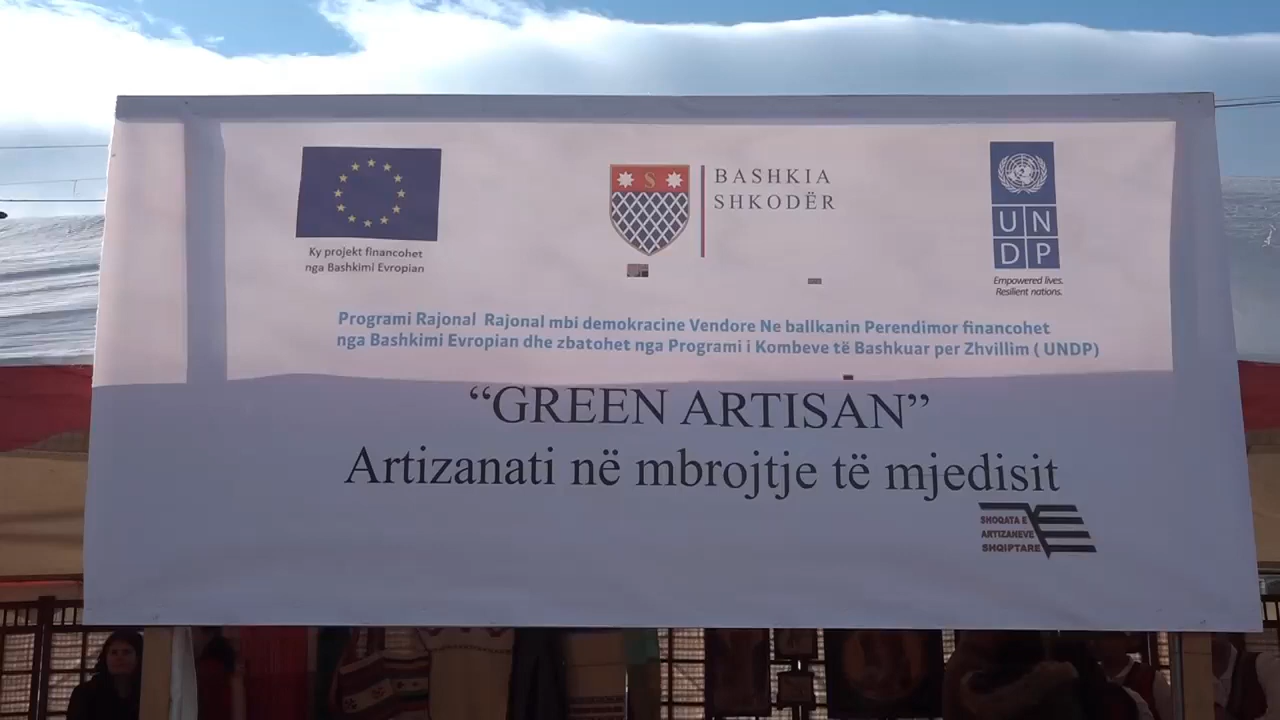 Ky projekt financohet
nga Bashkimi Evropian
S
BASHKIA
SHKODËR
UN
DP
Empowered lives.
Resilient nations.
Programi Rajonal Rajonal mbi demokracine Vendore Ne ballkanin Perendimor financohet
nga Bashkimi Evropian dhe zbatohet nga Programi i Kombeve të Bashkuar per Zhvillim ( UNDP)
“GREEN ARTISAN”
Artizanati në mbrojtje të mjedisit
SHOQATA E
ARTIZANEVE
SHQIPTARE